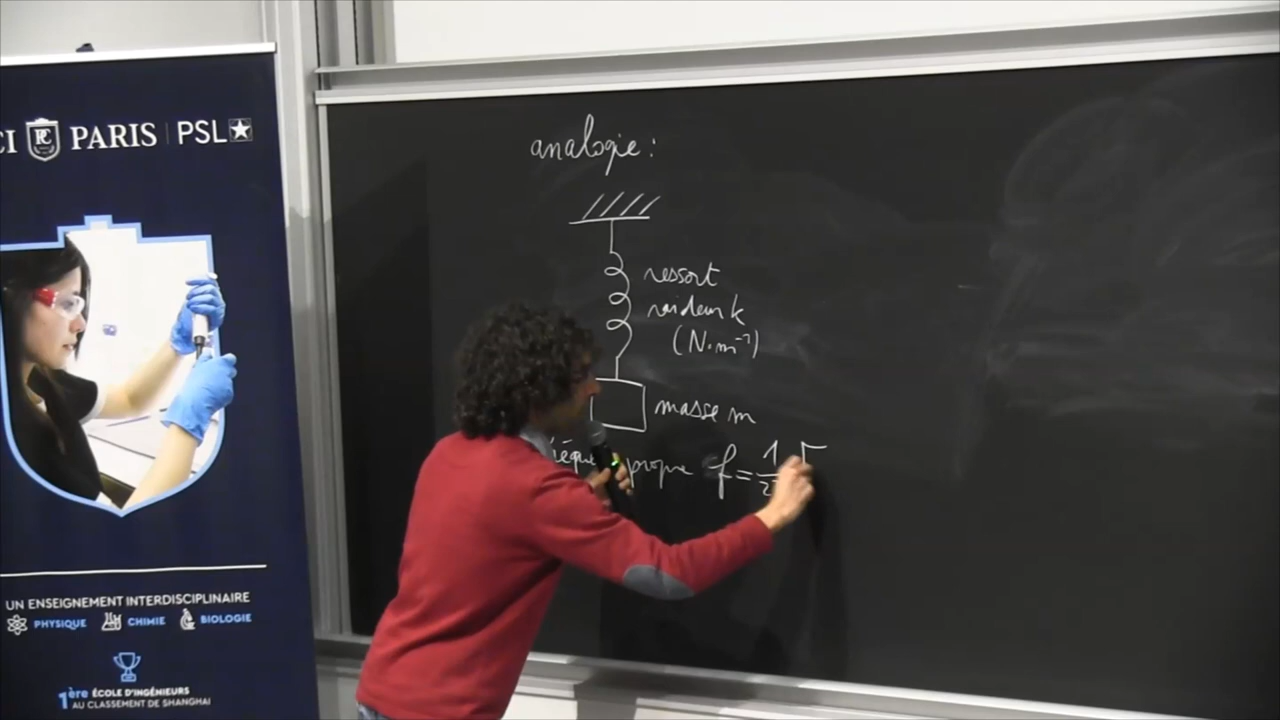 CI PARIS PSL
analogie :
ressort
raideur k
(N·m⁻¹)
masse m
propre f = 1
UN ENSEIGNEMENT INTERDISCIPLINAIRE
PHYSIQUE CHIMIE BIOLOGIE
1ère ÉCOLE D'INGÉNIEURS
AU CLASSEMENT DE SHANGHAI